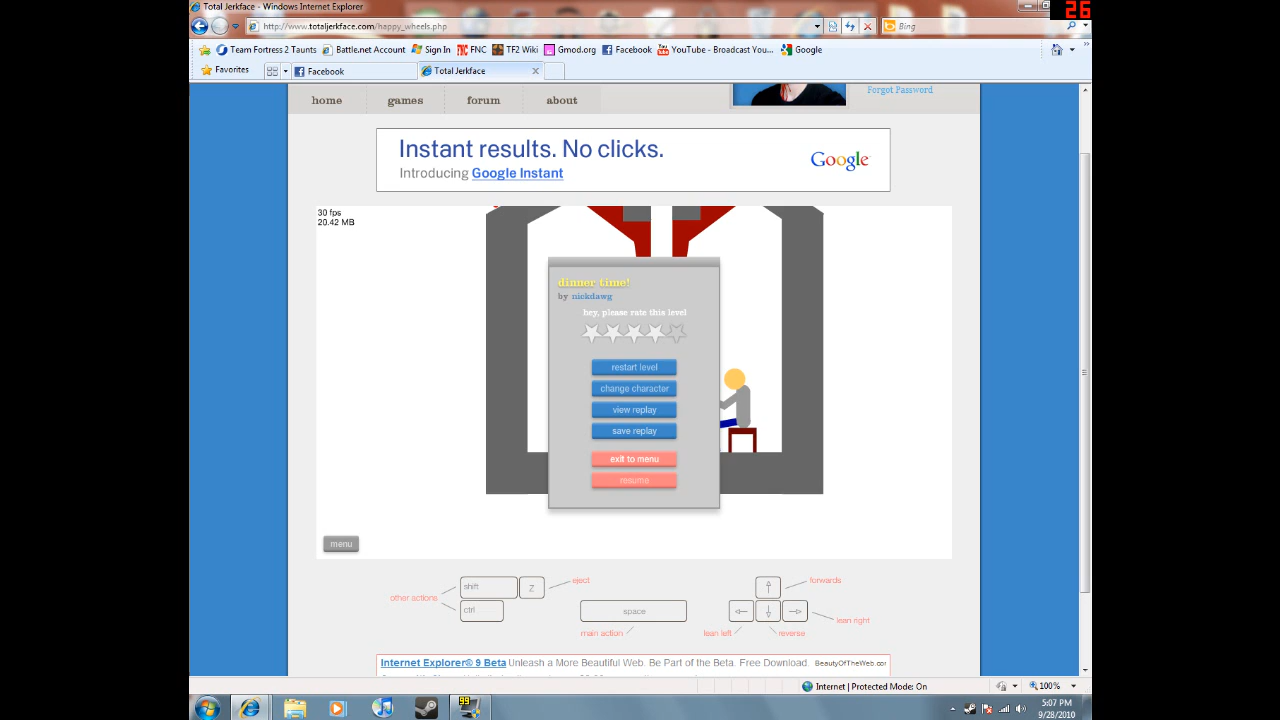 Total Jerkface - Windows Internet Explorer
26
http://www.totaljerkface.com/happy_wheels.php
Bing
Team Fortress 2 Taunts Battle.net Account Sign In FNC TF2 Wiki Gmod.org Facebook YouTube - Broadcast You... Google
Favorites Facebook Total Jerkface
Forgot Password
home games forum about
Instant results. No clicks.
Introducing Google Instant
Google
30 fps
20.42 MB
dinner time!
by nickdawg
hey, please rate this level
restart level
change character
view replay
save replay
exit to menu
resume
menu
shift Z eject
other actions
ctrl
space
main action
forwards
lean right
lean left reverse
Internet Explorer® 9 Beta Unleash a More Beautiful Web. Be Part of the Beta. Free Download. BeautyOfTheWeb.com
Internet | Protected Mode: On 100%
99
5:07 PM
9/28/2010